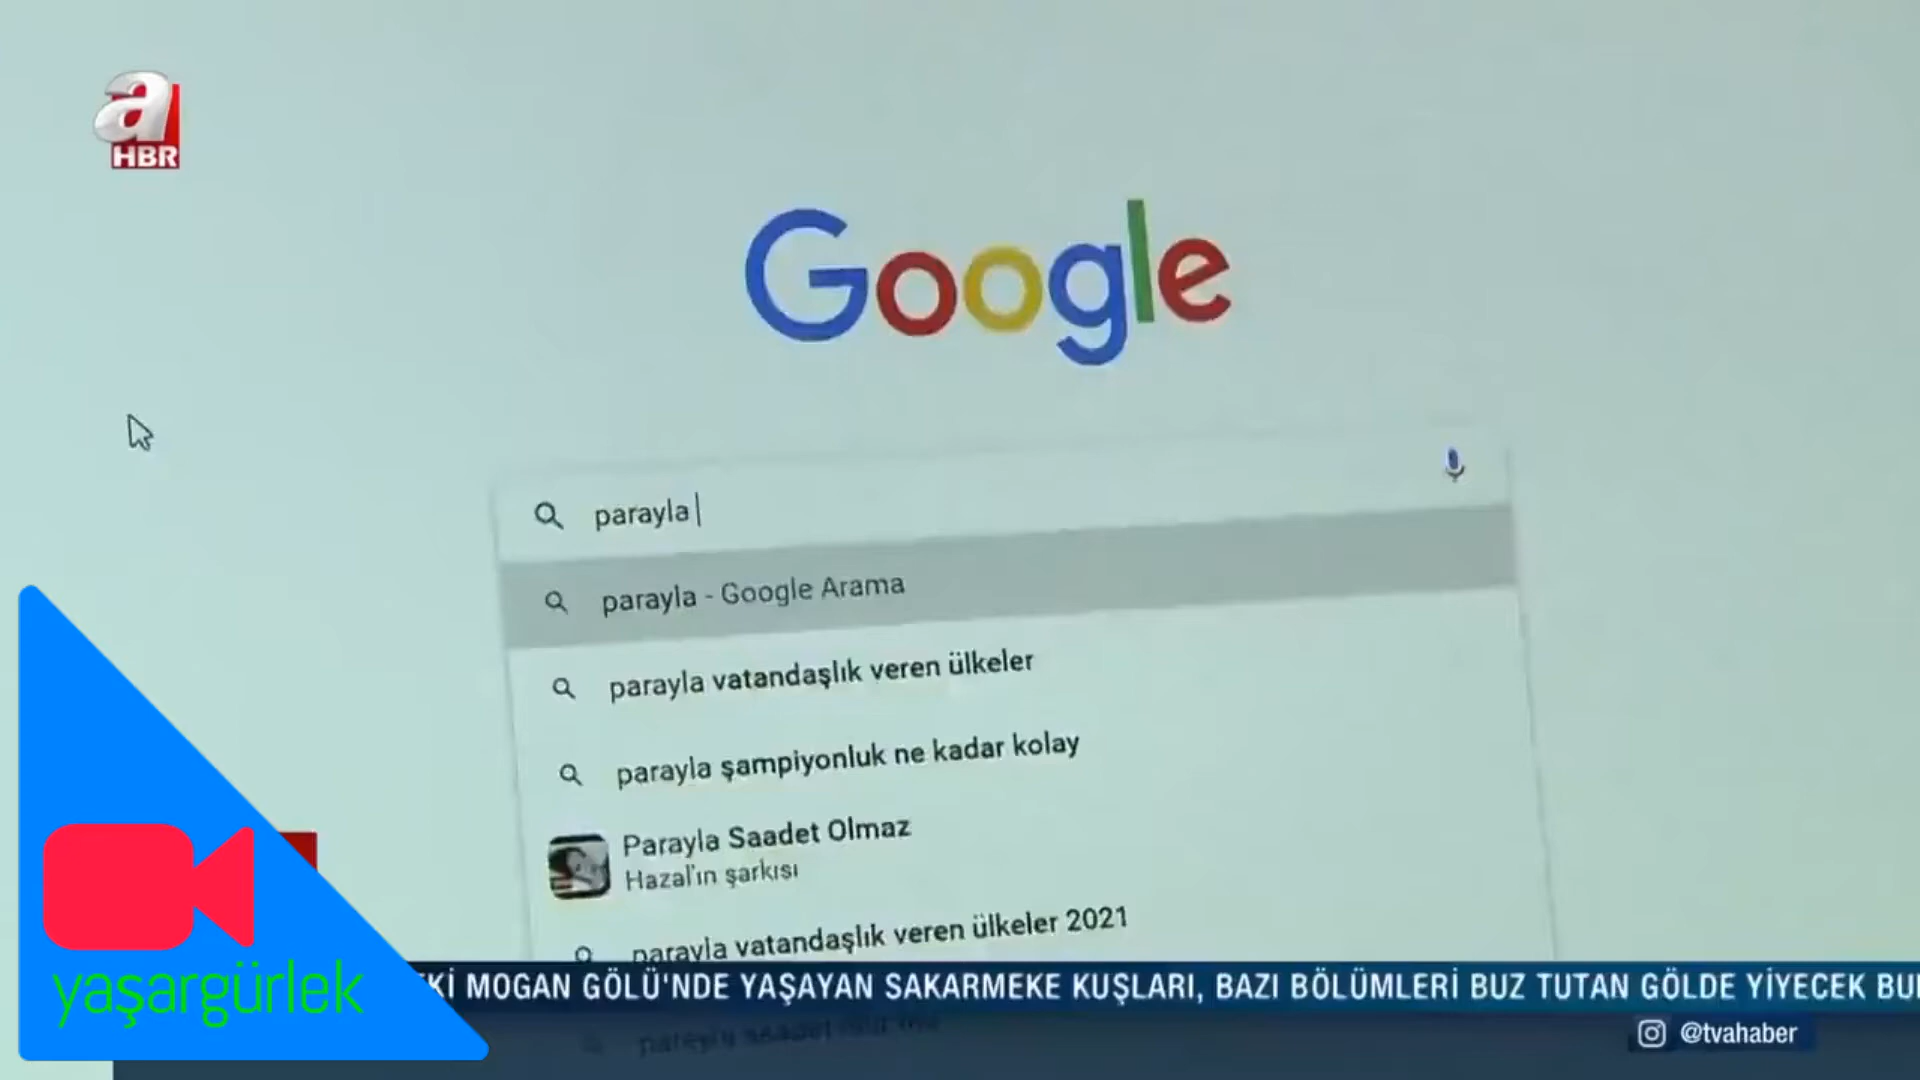 a
HBR
Google
parayla
parayla - Google Arama
parayla vatandaşlık veren ülkeler
parayla şampiyonluk ne kadar kolay
Parayla Saadet Olmaz
Hazal'ın şarkısı
parayla vatandaşlık veren ülkeler 2021
yaşargürlek
Kİ MOGAN GÖLÜ'NDE YAŞAYAN SAKARMEKE KUŞLARI, BAZI BÖLÜMLERİ BUZ TUTAN GÖLDE YİYECEK
@tvahaber